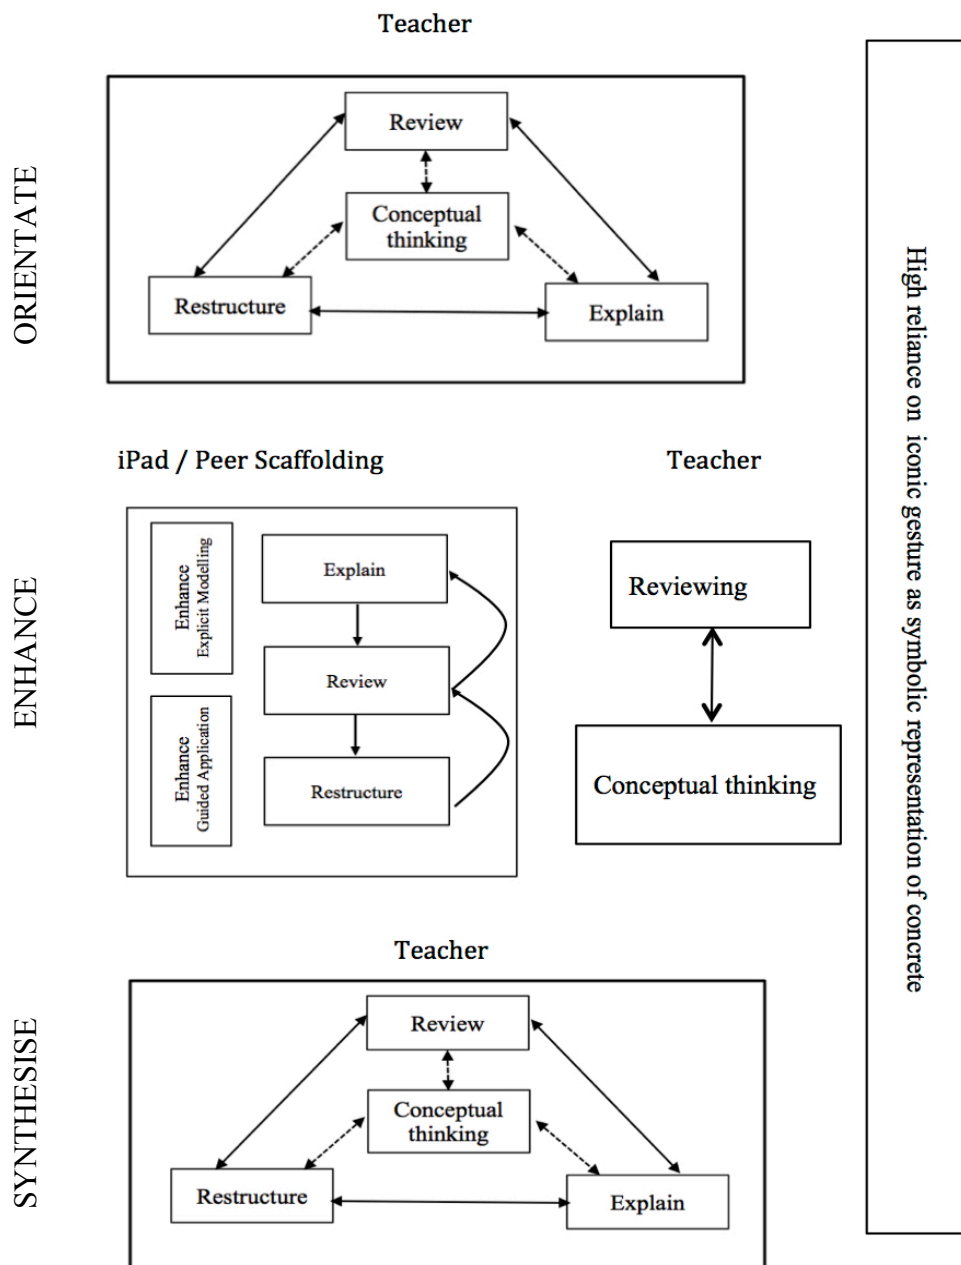 Teacher
ORIENTATE
Review
Conceptual
thinking
Restructure
Explain
iPad / Peer Scaffolding
Teacher
ENHANCE
Enhance
Explicit Modelling
Explain
Review
Enhance
Guided Application
Restructure
Reviewing
Conceptual thinking
Teacher
SYNTHESISE
Review
Conceptual
thinking
Restructure
Explain
High reliance on iconic gesture as symbolic representation of concrete